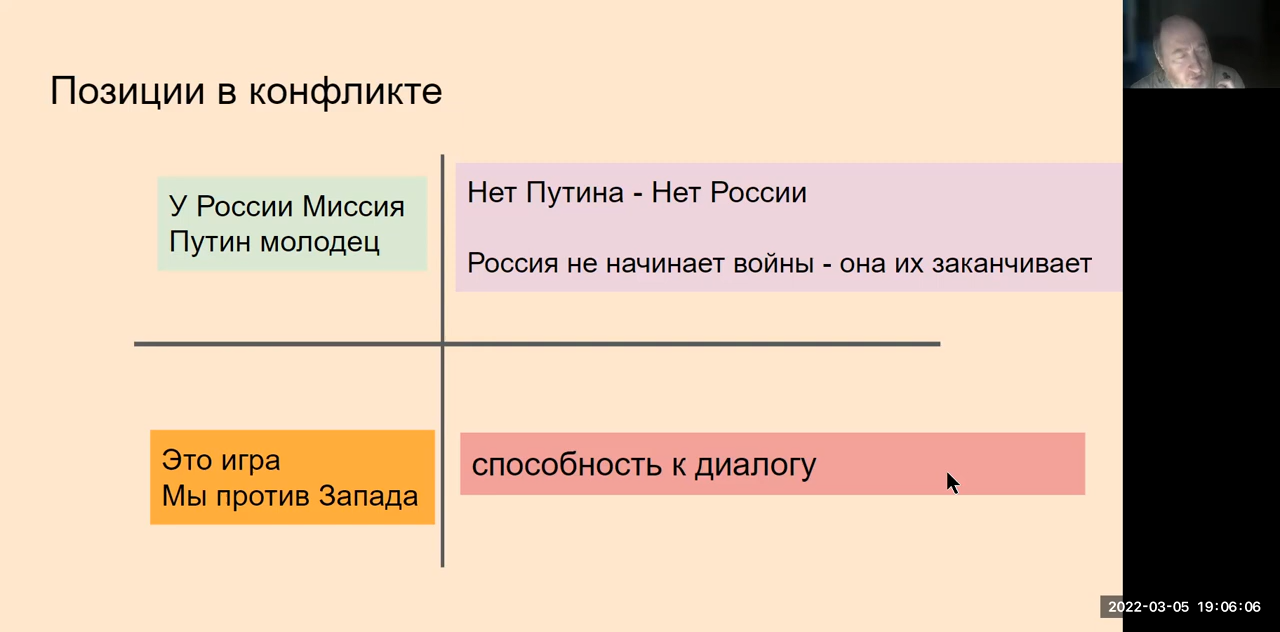 Позиции в конфликте
У России Миссия
Путин молодец
Нет Путина - Нет России
Россия не начинает войны - она их заканчивает
Это игра
Мы против Запада
способность к диалогу
2022-03-05 19:06:06